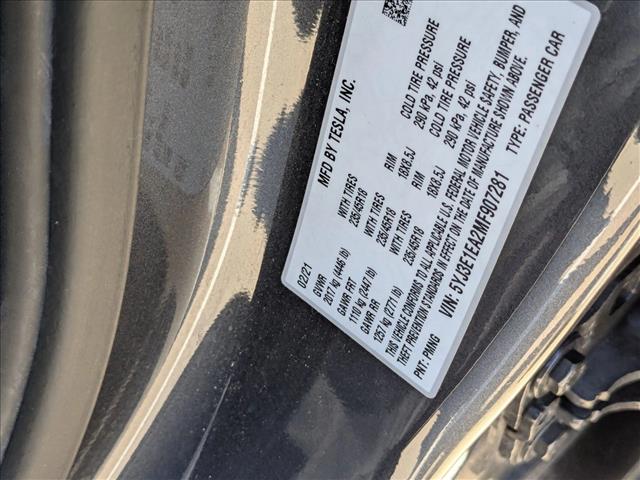 MFD BY TESLA, INC.
02/21
GVWR WITH TIRES RIM COLD TIRE PRESSURE
2017 kg (4446 lb) 235/45R18 18X8.5J 290 kPa, 42 psi
GAWR FRT WITH TIRES RIM COLD TIRE PRESSURE
1110 kg (2447 lb) 235/45R18 18X8.5J 290 kPa, 42 psi
GAWR RR WITH TIRES
1257 kg (2771 lb) 235/45R18
THIS VEHICLE CONFORMS TO ALL APPLICABLE U.S. FEDERAL MOTOR VEHICLE SAFETY, BUMPER, AND
THEFT PREVENTION STANDARDS IN EFFECT ON THE DATE OF MANUFACTURE SHOWN ABOVE.
VIN: 5YJ3E1EA2MF907281 TYPE: PASSENGER CAR
PNT: PMNG